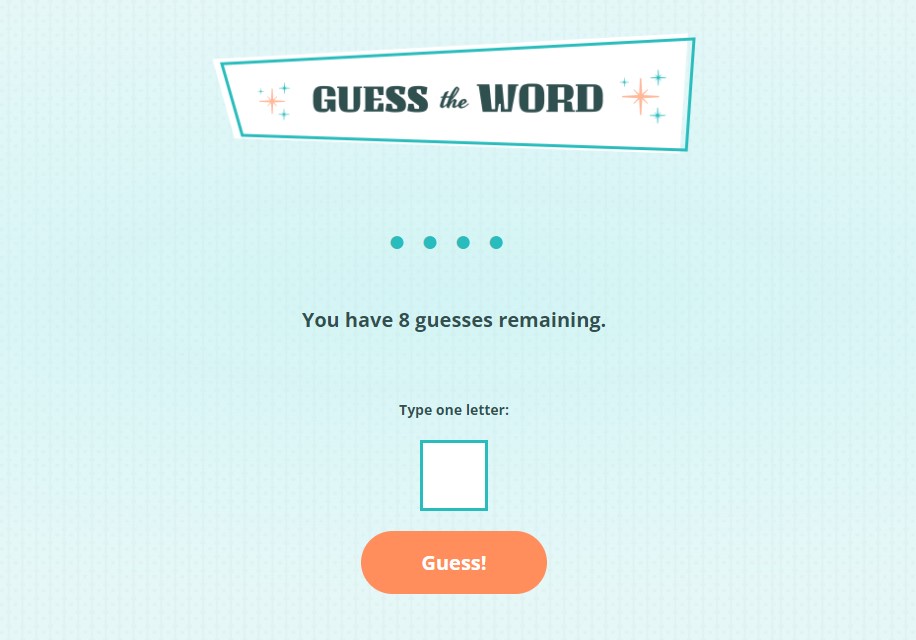 GUESS the WORD
● ● ● ●
You have 8 guesses remaining.
Type one letter:
Guess!